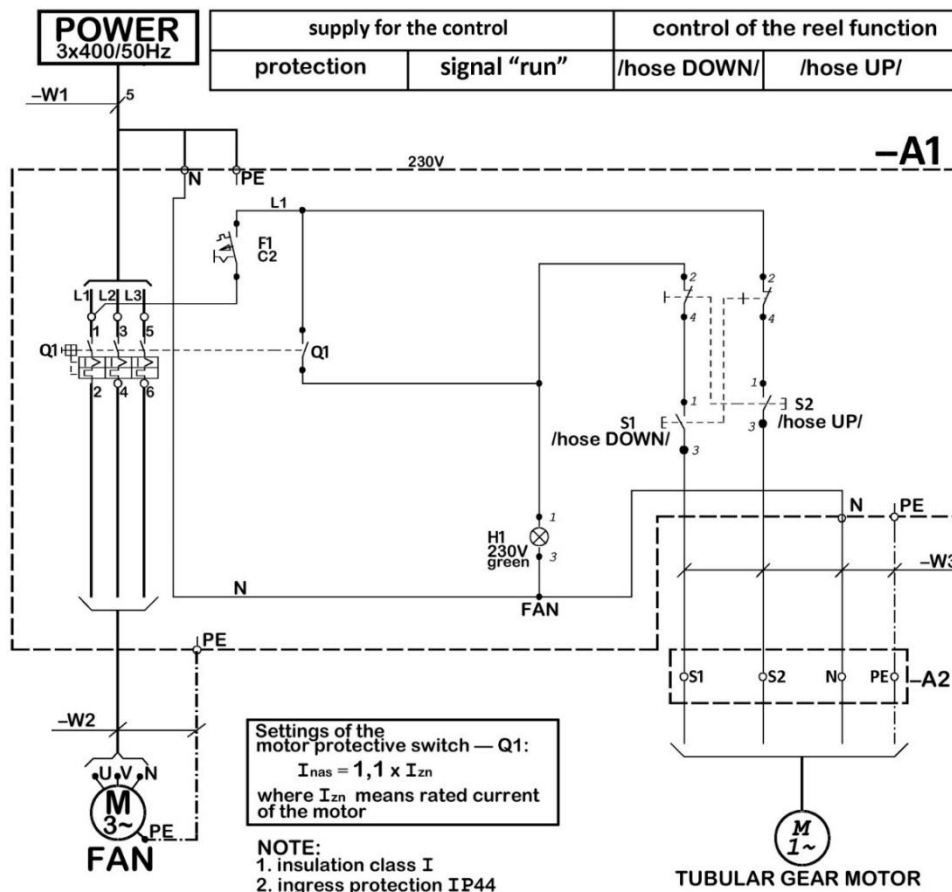 POWER
3x400/50Hz
supply for the control
control of the reel function
protection
signal “run”
/hose DOWN/
/hose UP/
–W1
5
N
PE
230V
–A1
L1
F1
C2
L1 L2 L3
1 3 5
Q1
2 4 6
Q1
2
4
2
4
1
3
S1
/hose DOWN/
1
3
S2
/hose UP/
N
PE
1
H1
230V
green
3
–W3
N
FAN
PE
S1
S2
N
PE
–A2
–W2
U V N
M
3~
PE
FAN
Settings of the
motor protective switch — Q1:
Inas = 1,1 x Izn
where Izn means rated current
of the motor
NOTE:
1. insulation class I
2. ingress protection IP44
M
1~
TUBULAR GEAR MOTOR